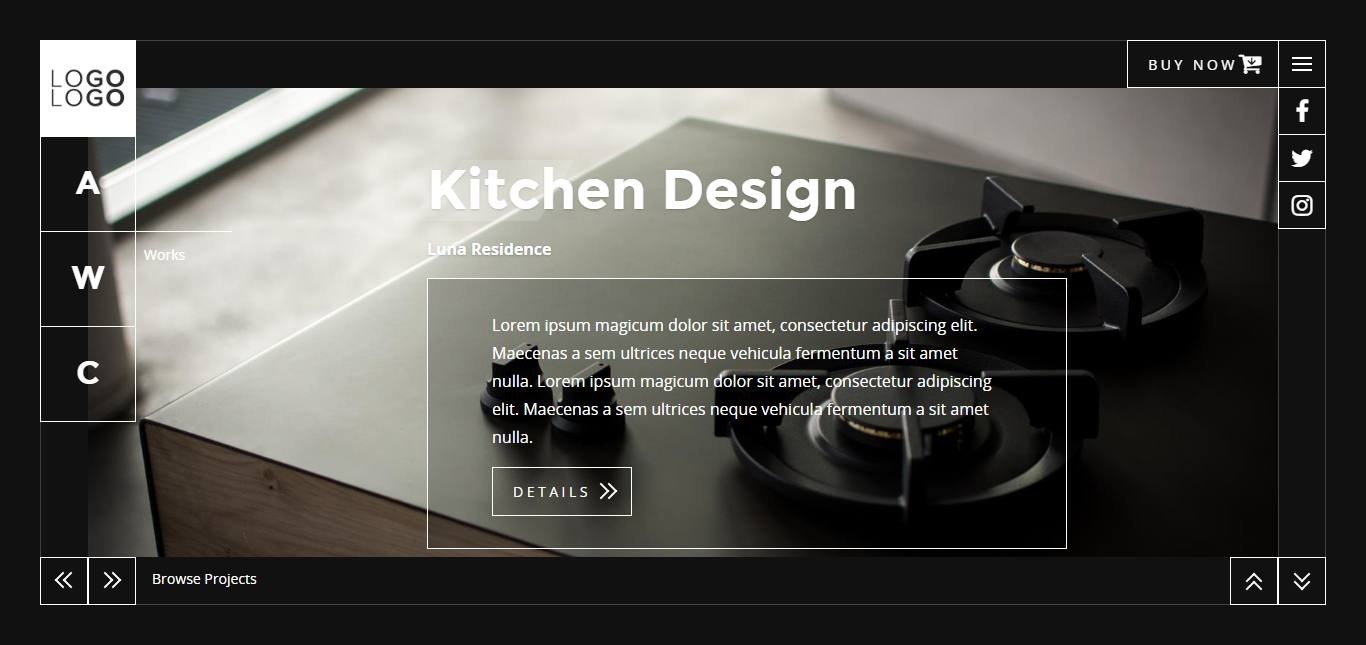 LOGO
LOGO
BUY NOW
A
Kitchen Design
Luna Residence
Works
W
Lorem ipsum magicum dolor sit amet, consectetur adipiscing elit.
Maecenas a sem ultrices neque vehicula fermentum a sit amet
nulla. Lorem ipsum magicum dolor sit amet, consectetur adipiscing
elit. Maecenas a sem ultrices neque vehicula fermentum a sit amet
nulla.
C
DETAILS
Browse Projects